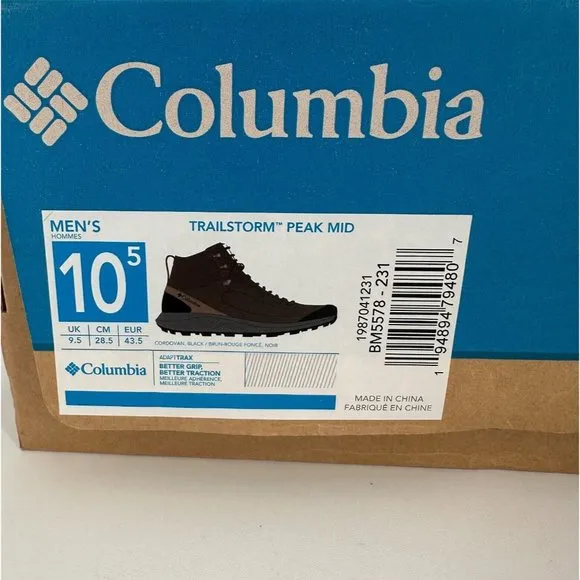 Columbia
MEN'S
HOMMES
10⁵
UK CM EUR
9.5 28.5 43.5
TRAILSTORM™ PEAK MID
Columbia
CORDOVAN, BLACK / BRUN-ROUGE FONCÉ, NOIR
Columbia
ADAPTTRAX
BETTER GRIP,
BETTER TRACTION
MEILLEURE ADHÉRENCE,
MEILLEURE TRACTION
1987041231
BM5578 - 231
1 94894 79480 7
MADE IN CHINA
FABRIQUÉ EN CHINE